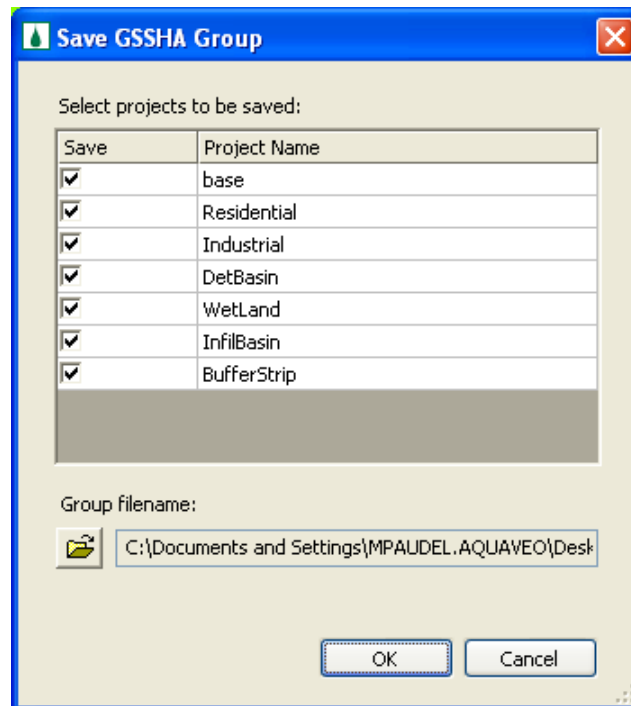 Save GSSHA Group
Select projects to be saved:
Save Project Name
base
Residential
Industrial
DetBasin
WetLand
InfilBasin
BufferStrip
Group filename:
C:\Documents and Settings\MPAUDEL.AQUAVEO\Desk
OK Cancel